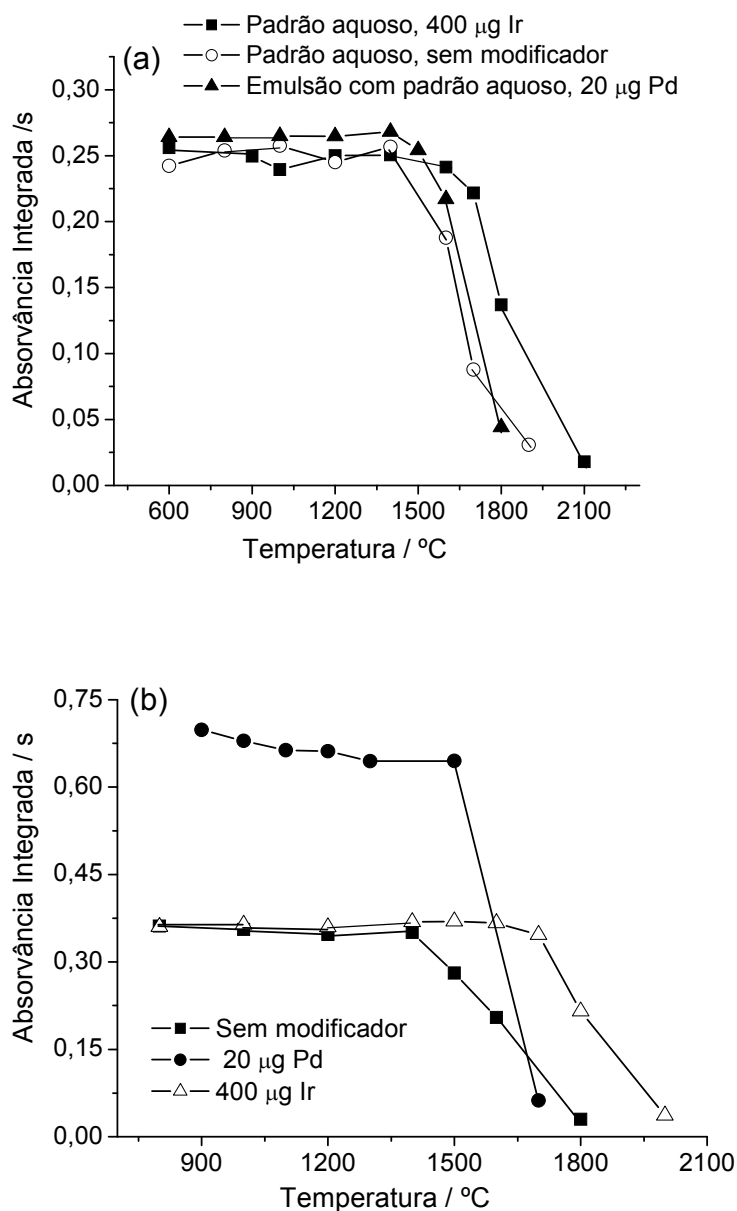 Padrão aquoso, 400 μg Ir
Padrão aquoso, sem modificador
Emulsão com padrão aquoso, 20 μg Pd
(a)
0,30
0,25
0,20
0,15
0,10
0,05
0,00
Absorvância Integrada /s
600 900 1200 1500 1800 2100
Temperatura / ºC
(b)
0,75
0,60
0,45
0,30
0,15
0,00
Absorvância Integrada / s
Sem modificador
20 μg Pd
400 μg Ir
900 1200 1500 1800 2100
Temperatura / ºC